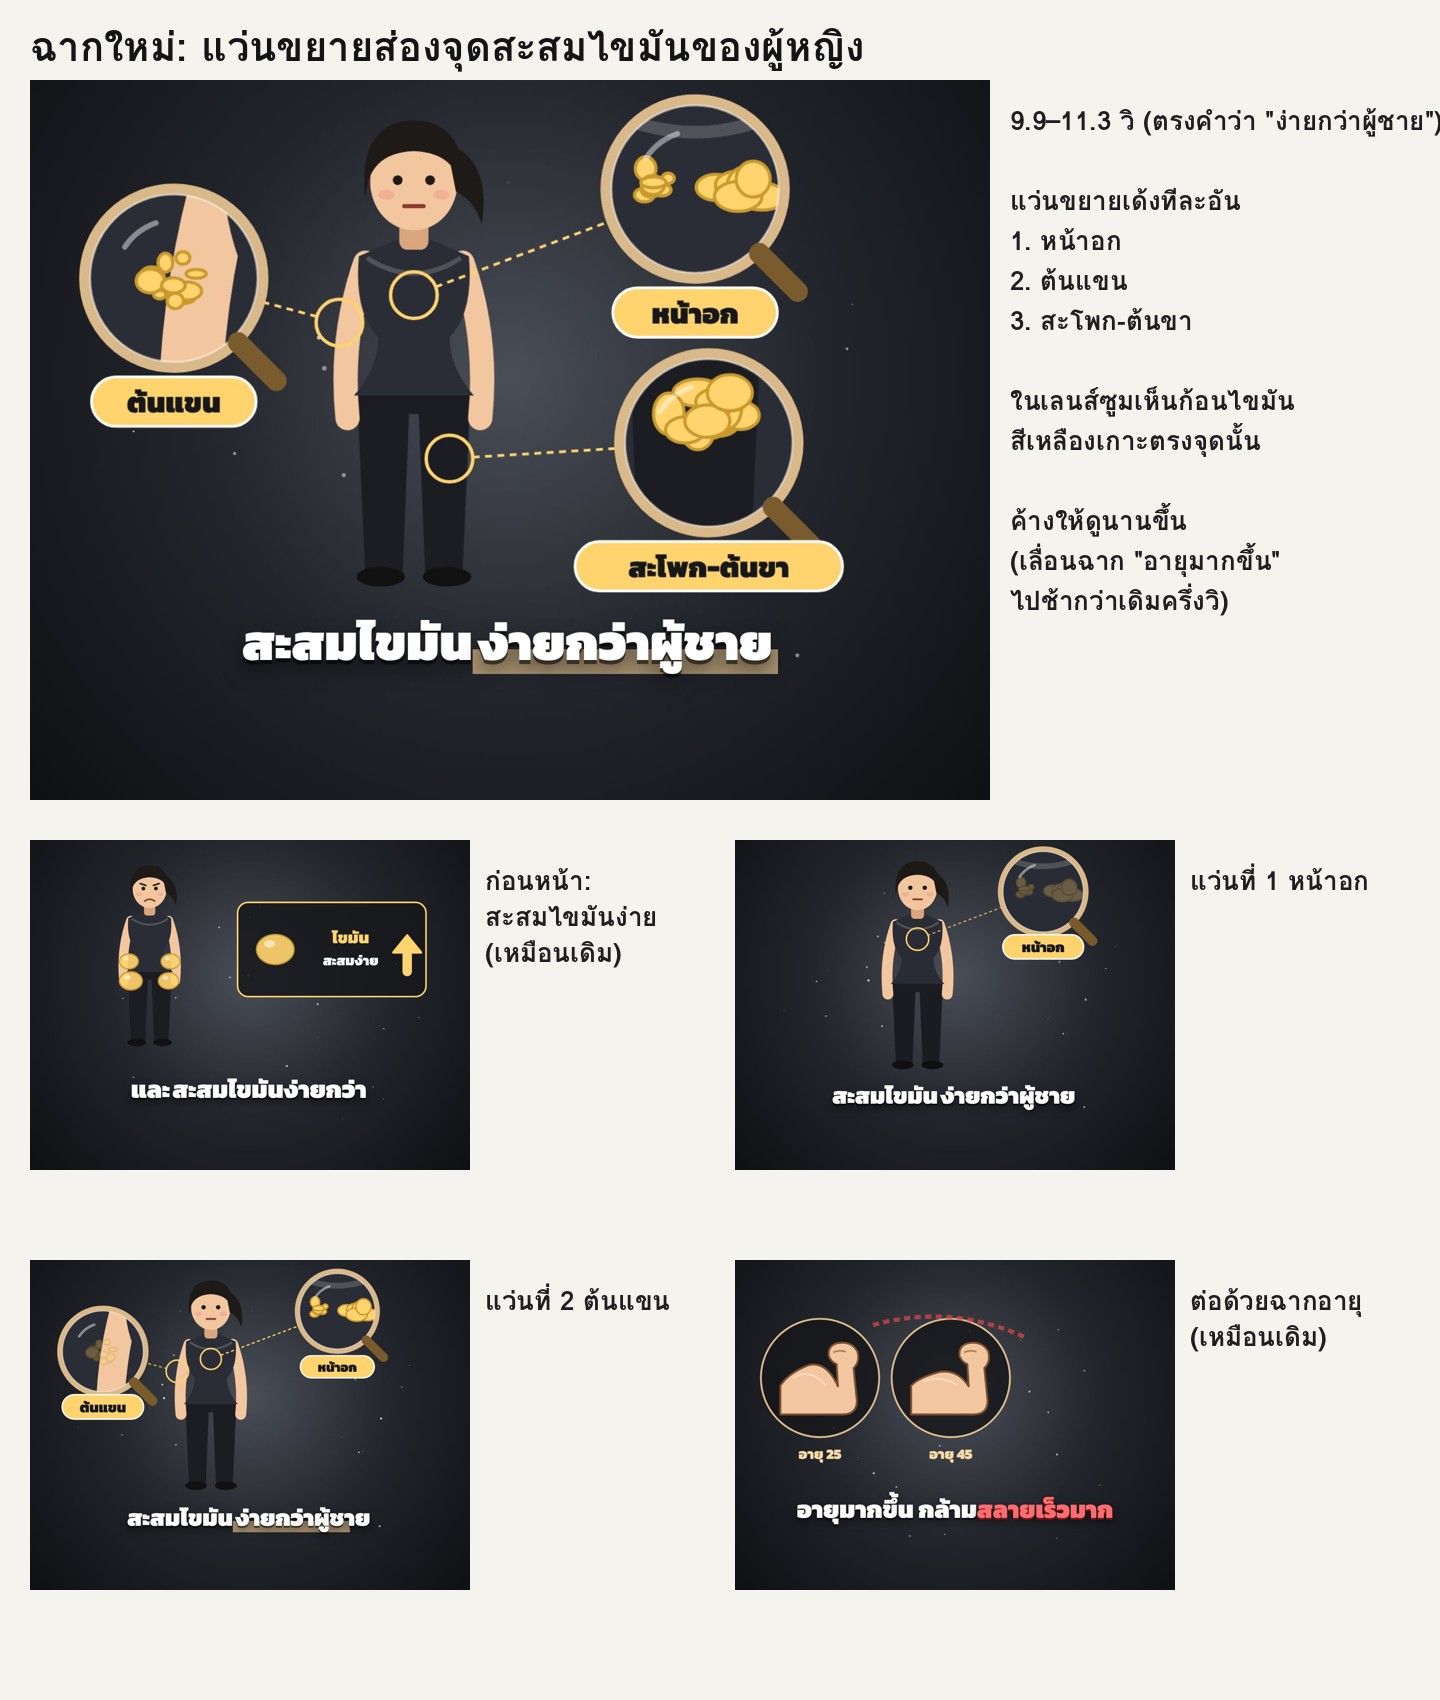 ฉากใหม่: แว่นขยายส่องจุดสะสมไขมันของผู้หญิง
9.9–11.3 วิ (ตรงคำว่า "ง่ายกว่าผู้ชาย")
แว่นขยายเด้งทีละอัน
1. หน้าอก
2. ต้นแขน
3. สะโพก-ต้นขา
ในเลนส์ซูมเห็นก้อนไขมัน
สีเหลืองเกาะตรงจุดนั้น
ค้างให้ดูนานขึ้น
(เลื่อนฉาก "อายุมากขึ้น"
ไปช้ากว่าเดิมครึ่งวิ)
หน้าอก
ต้นแขน
สะโพก-ต้นขา
สะสมไขมันง่ายกว่าผู้ชาย
ไขมัน
สะสมง่าย
และสะสมไขมันง่ายกว่า
ก่อนหน้า:
สะสมไขมันง่าย
(เหมือนเดิม)
หน้าอก
สะสมไขมันง่ายกว่าผู้ชาย
แว่นที่ 1 หน้าอก
หน้าอก
ต้นแขน
สะสมไขมันง่ายกว่าผู้ชาย
แว่นที่ 2 ต้นแขน
อายุ 25
อายุ 45
อายุมากขึ้น กล้ามสลายเร็วมาก
ต่อด้วยฉากอายุ
(เหมือนเดิม)